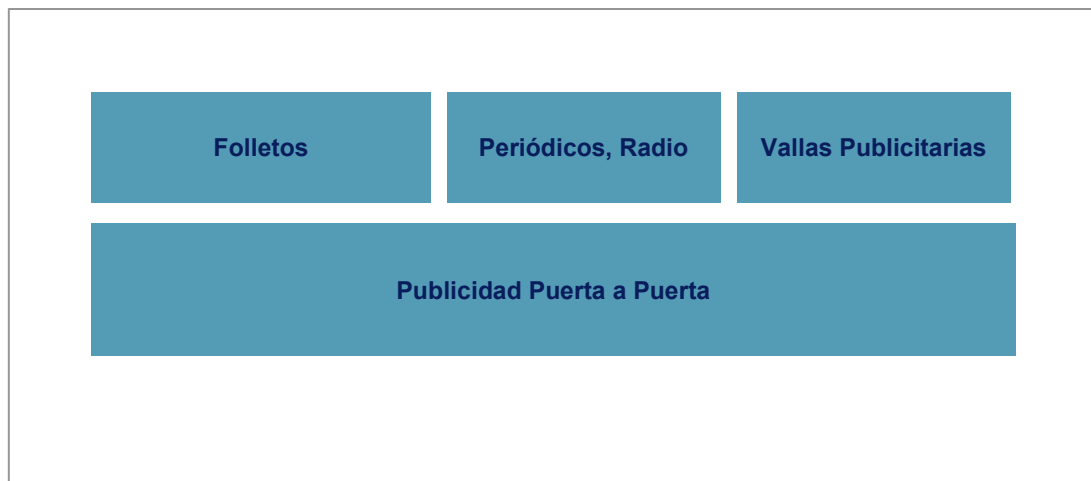 Folletos
Periódicos, Radio
Vallas Publicitarias
Publicidad Puerta a Puerta